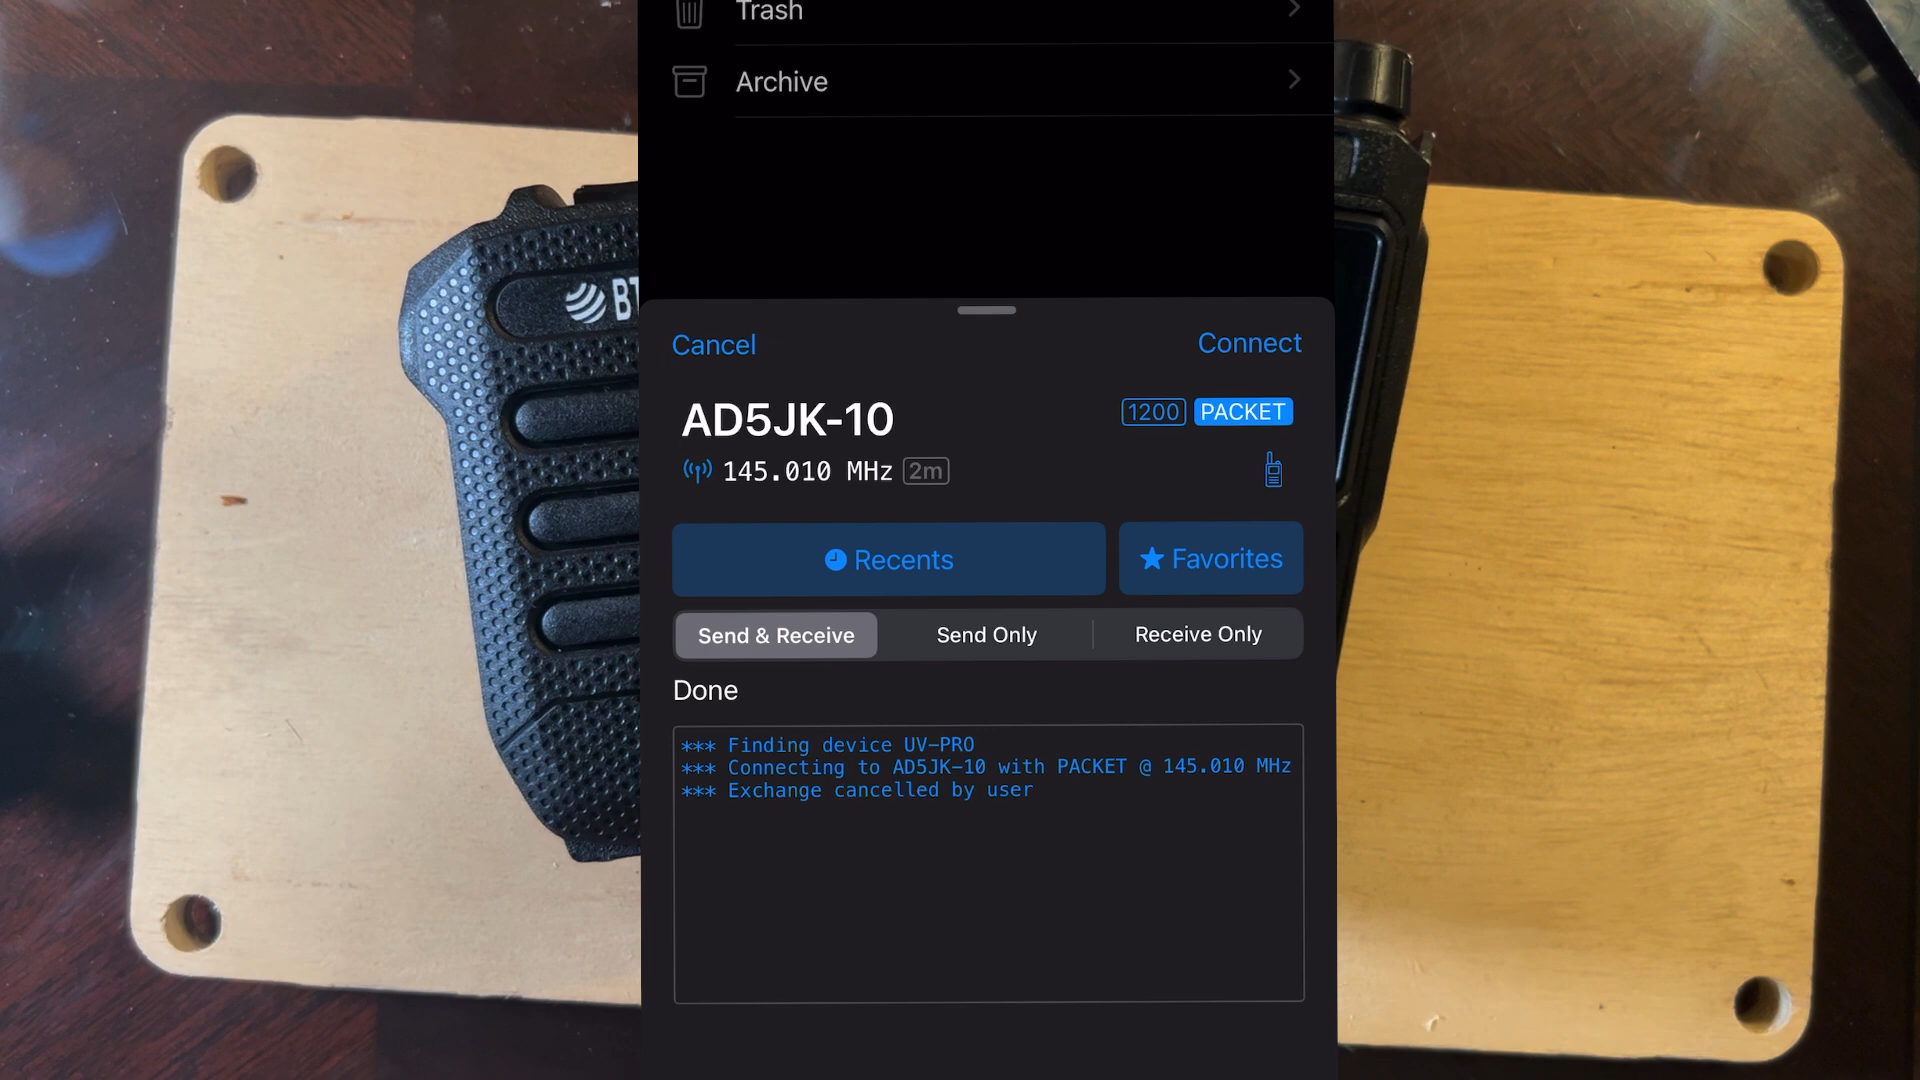 Trash
Archive
Cancel
Connect
AD5JK-10
1200 PACKET
145.010 MHz 2m
Recents
Favorites
Send & Receive
Send Only
Receive Only
Done
*** Finding device UV-PRO
*** Connecting to AD5JK-10 with PACKET @ 145.010 MHz
*** Exchange cancelled by user